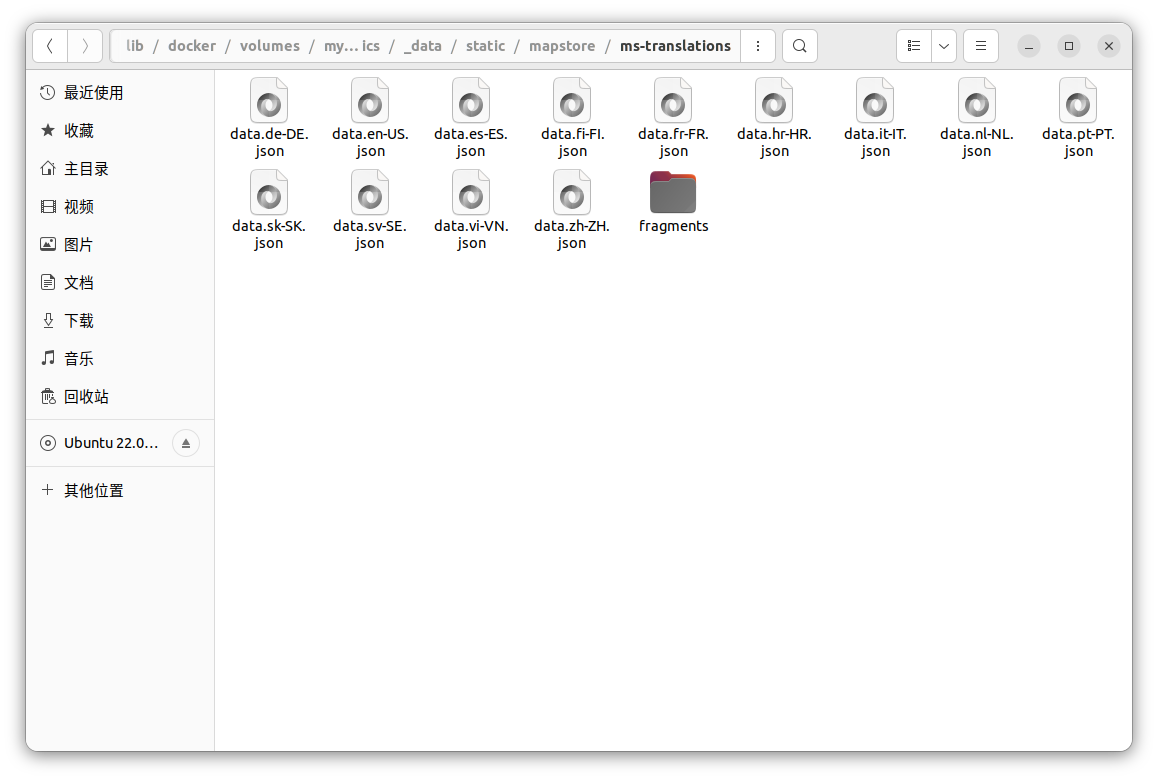 lib / docker / volumes / my… ics / _data / static / mapstore / ms-translations
最近使用
收藏
主目录
视频
图片
文档
下载
音乐
回收站
Ubuntu 22.0…
其他位置
data.de-DE. data.en-US. data.es-ES. data.fi-FI. data.fr-FR. data.hr-HR. data.it-IT. data.nl-NL. data.pt-PT.
json json json json json json json json json
data.sk-SK. data.sv-SE. data.vi-VN. data.zh-ZH. fragments
json json json json